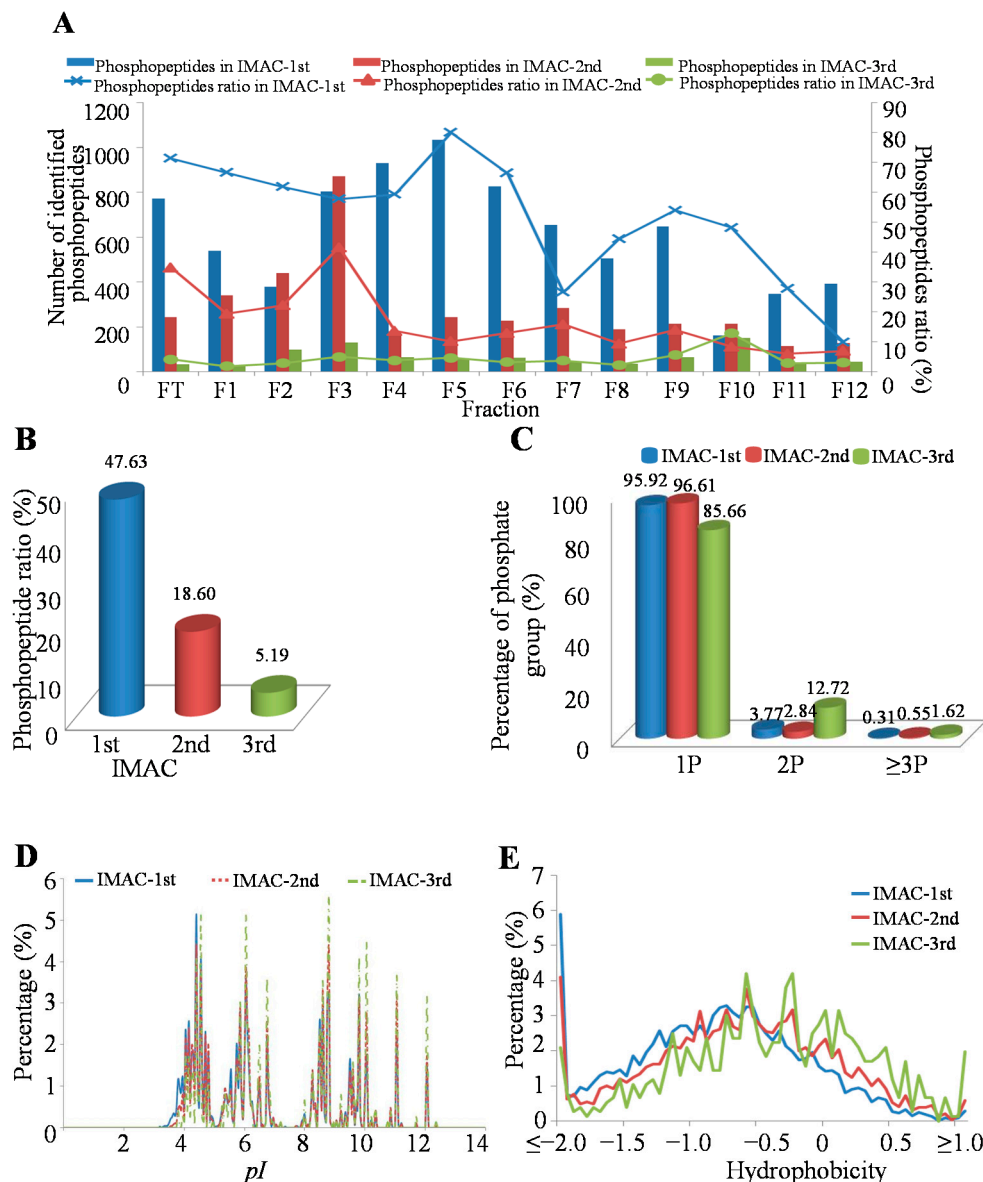 A
Phosphopeptides in IMAC-1st
Phosphopeptides in IMAC-2nd
Phosphopeptides in IMAC-3rd
Phosphopeptides ratio in IMAC-1st
Phosphopeptides ratio in IMAC-2nd
Phosphopeptides ratio in IMAC-3rd
Number of identified
phosphopeptides
1200
1000
800
600
400
200
0
90
80
70
60
50
40
30
20
10
0
Phosphopeptides ratio (%)
FT F1 F2 F3 F4 F5 F6 F7 F8 F9 F10 F11 F12
Fraction
B
Phosphopeptide ratio (%)
50
40
30
20
10
0
47.63
18.60
5.19
1st 2nd 3rd
IMAC
C
IMAC-1st IMAC-2nd IMAC-3rd
Percentage of phosphate
group (%)
100
80
60
40
20
0
95.92 96.61 85.66
3.77 2.84 12.72
0.31 0.55 1.62
1P 2P ≥3P
D
IMAC-1st IMAC-2nd IMAC-3rd
Percentage (%)
6
5
4
3
2
1
0
2 4 6 8 10 12 14
pI
E
IMAC-1st
IMAC-2nd
IMAC-3rd
Percentage (%)
7
6
5
4
3
2
1
0
≤−2.0 −1.5 −1.0 −0.5 0 0.5 ≥1.0
Hydrophobicity